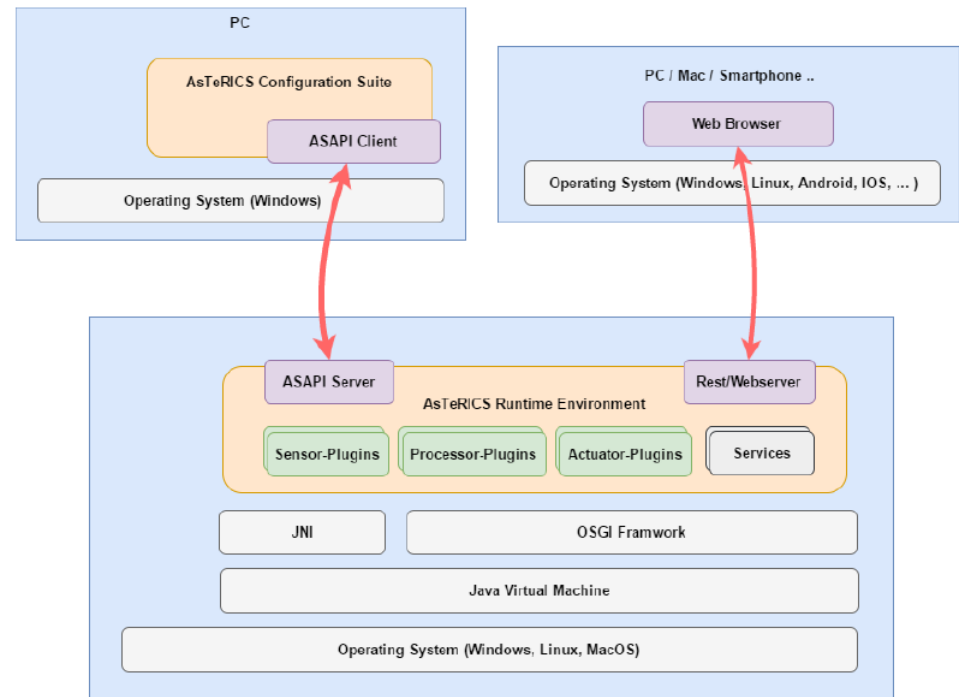 PC
AsTeRICS Configuration Suite
ASAPI Client
Operating System (Windows)
PC / Mac / Smartphone ..
Web Browser
Operating System (Windows, Linux, Android, IOS, ... )
ASAPI Server
Rest/Webserver
AsTeRICS Runtime Environment
Sensor-Plugins
Processor-Plugins
Actuator-Plugins
Services
JNI
OSGI Framwork
Java Virtual Machine
Operating System (Windows, Linux, MacOS)